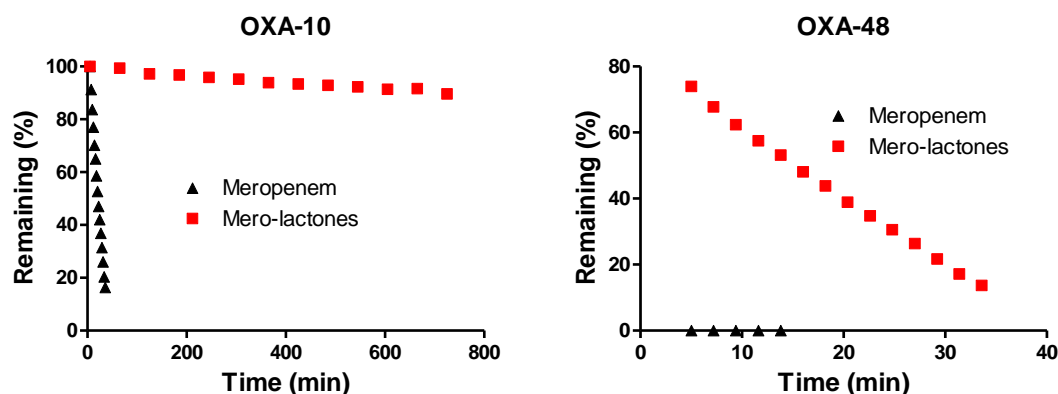 OXA-10
Remaining (%)
100
80
60
40
20
0
Meropenem
Mero-lactones
0
200
400
600
800
Time (min)
OXA-48
Remaining (%)
80
60
40
20
0
Meropenem
Mero-lactones
0
10
20
30
40
Time (min)